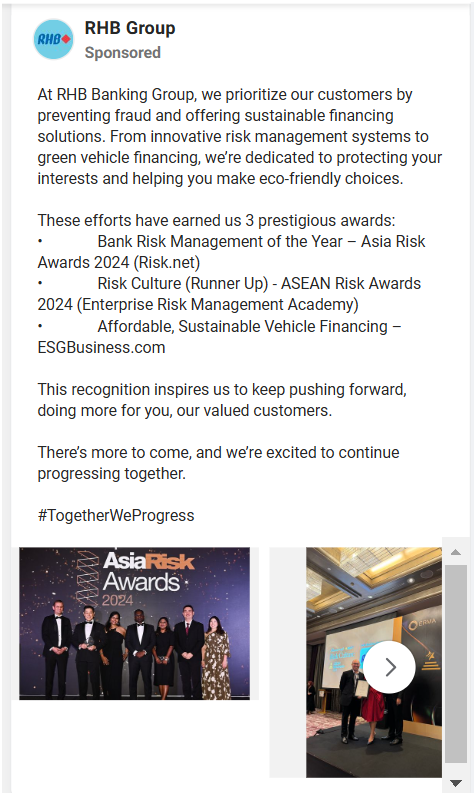 RHB
RHB Group
Sponsored
At RHB Banking Group, we prioritize our customers by
preventing fraud and offering sustainable financing
solutions. From innovative risk management systems to
green vehicle financing, we’re dedicated to protecting your
interests and helping you make eco-friendly choices.
These efforts have earned us 3 prestigious awards:
• Bank Risk Management of the Year – Asia Risk
Awards 2024 (Risk.net)
• Risk Culture (Runner Up) - ASEAN Risk Awards
2024 (Enterprise Risk Management Academy)
• Affordable, Sustainable Vehicle Financing –
ESGBusiness.com
This recognition inspires us to keep pushing forward,
doing more for you, our valued customers.
There’s more to come, and we’re excited to continue
progressing together.
#TogetherWeProgress
AsiaRisk
Awards
2024